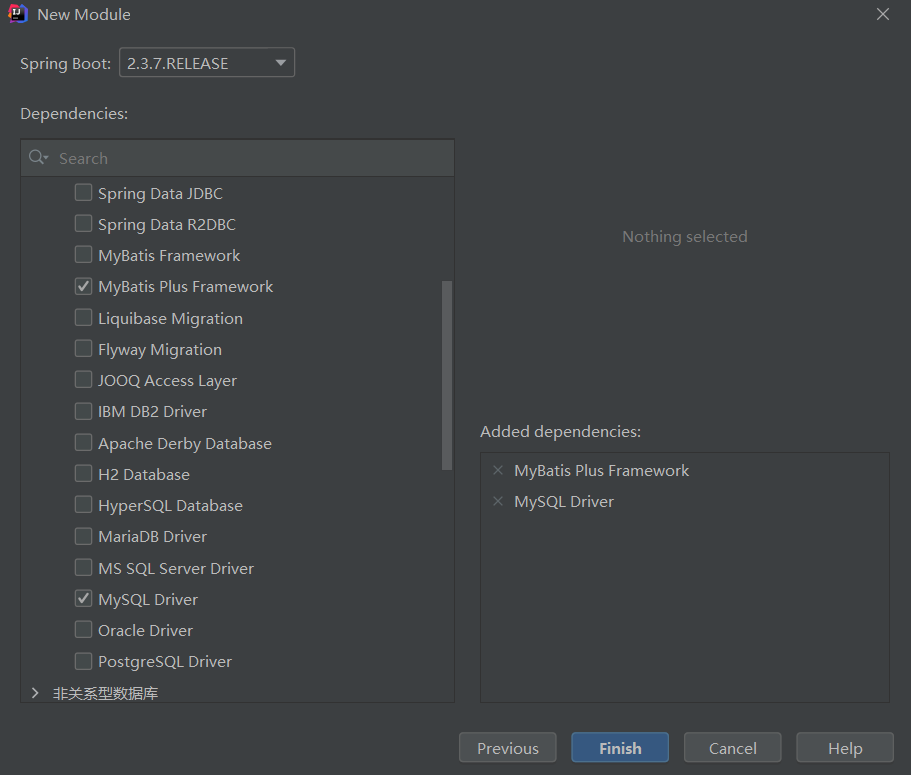 New Module
Spring Boot: 2.3.7.RELEASE
Dependencies:
Search
Spring Data JDBC
Spring Data R2DBC
MyBatis Framework
MyBatis Plus Framework
Liquibase Migration
Flyway Migration
JOOQ Access Layer
IBM DB2 Driver
Apache Derby Database
H2 Database
HyperSQL Database
MariaDB Driver
MS SQL Server Driver
MySQL Driver
Oracle Driver
PostgreSQL Driver
非关系型数据库
Nothing selected
Added dependencies:
MyBatis Plus Framework
MySQL Driver
Previous
Finish
Cancel
Help